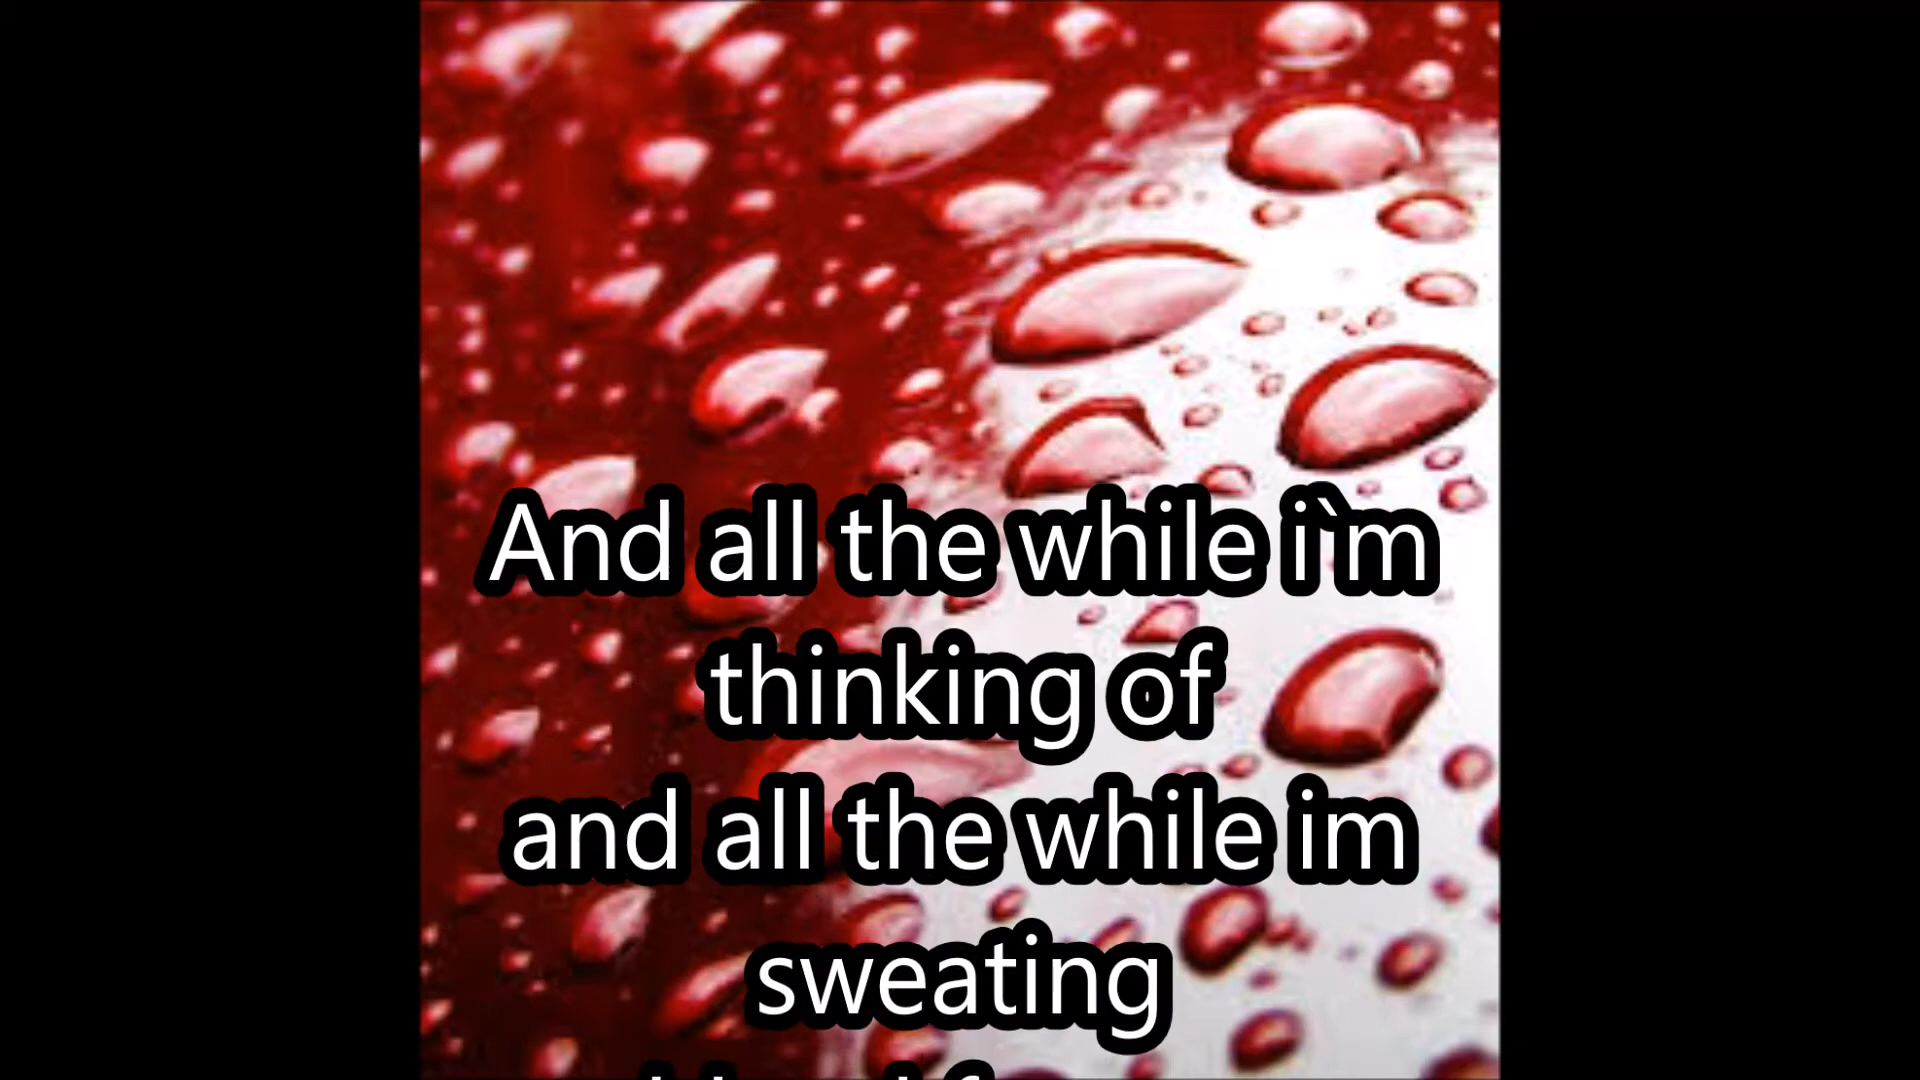 And all the while i`m
thinking of
and all the while im
sweating